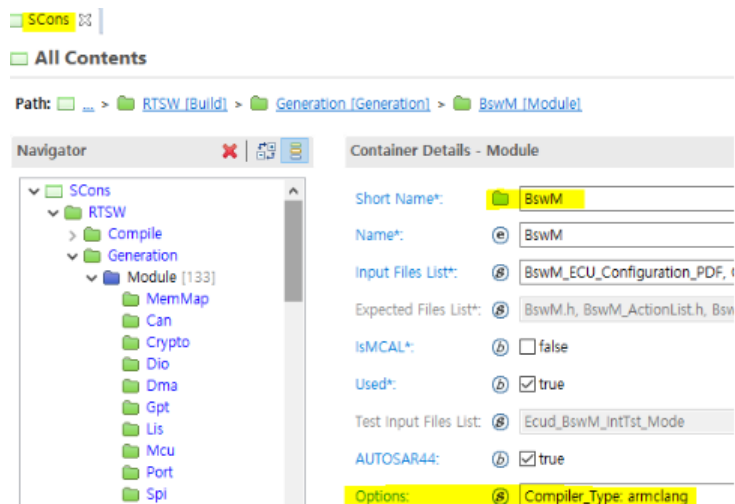 SCons
All Contents
Path: ... > RTSW [Build] > Generation [Generation] > BswM [Module]
Navigator
Container Details - Module
SCons
RTSW
Compile
Generation
Module [133]
MemMap
Can
Crypto
Dio
Dma
Gpt
Lis
Mcu
Port
Spi
Short Name*: BswM
Name*: BswM
Input Files List*: BswM_ECU_Configuration_PDF,
Expected Files List*: BswM.h, BswM_ActionList.h,
IsMCAL*: false
Used*: true
Test Input Files List: Ecud_BswM_IntTst_Mode
AUTOSAR44: true
Options: Compiler_Type: armclang